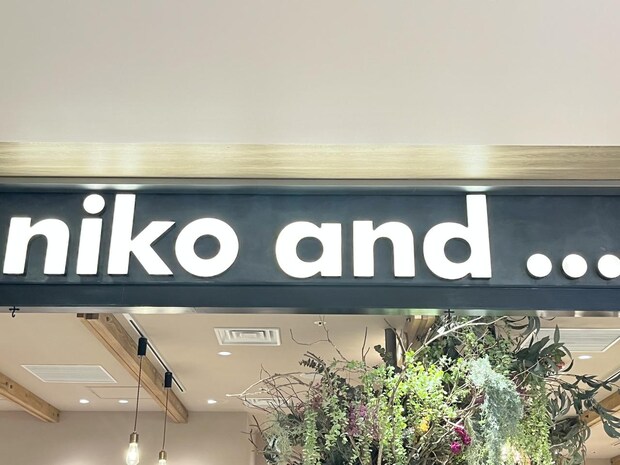 niko and ...